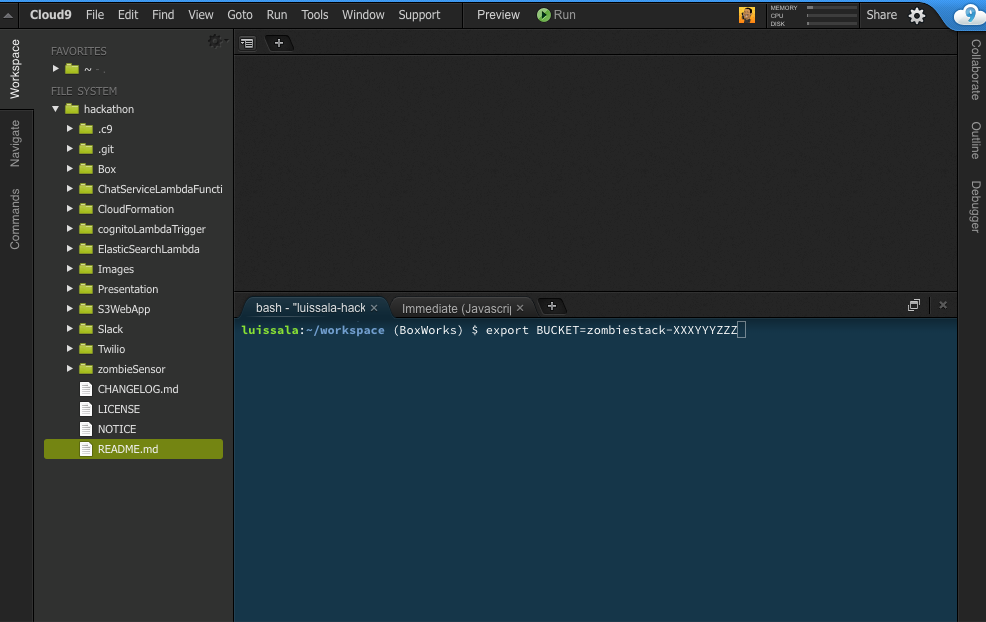 Cloud9 File Edit Find View Goto Run Tools Window Support Preview Run MEMORY CPU DISK Share
Workspace
Navigate
Commands
FAVORITES
~ - .
FILE SYSTEM
hackathon
.c9
.git
Box
ChatServiceLambdaFuncti
CloudFormation
cognitoLambdaTrigger
ElasticSearchLambda
Images
Presentation
S3WebApp
Slack
Twilio
zombieSensor
CHANGELOG.md
LICENSE
NOTICE
README.md
bash - "luissala-hack × Immediate (Javascrip ×
luissala:~/workspace (BoxWorks) $ export BUCKET=zombiestack-XXXYYYZZZ
Collaborate
Outline
Debugger
9